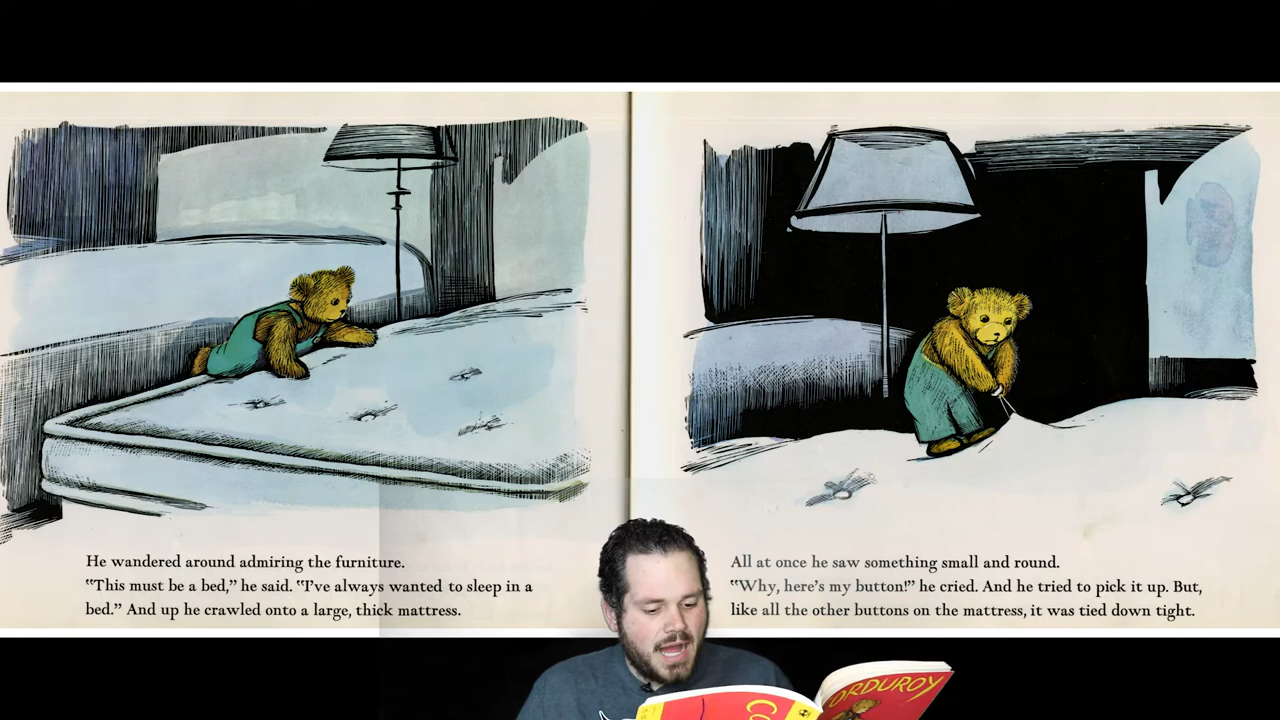 He wandered around admiring the furniture.
“This must be a bed,” he said. “I’ve always wanted to sleep in a
bed.” And up he crawled onto a large, thick mattress.
All at once he saw something small and round.
“Why, here’s my button!” he cried. And he tried to pick it up. But,
like all the other buttons on the mattress, it was tied down tight.
CO
CORDUROY